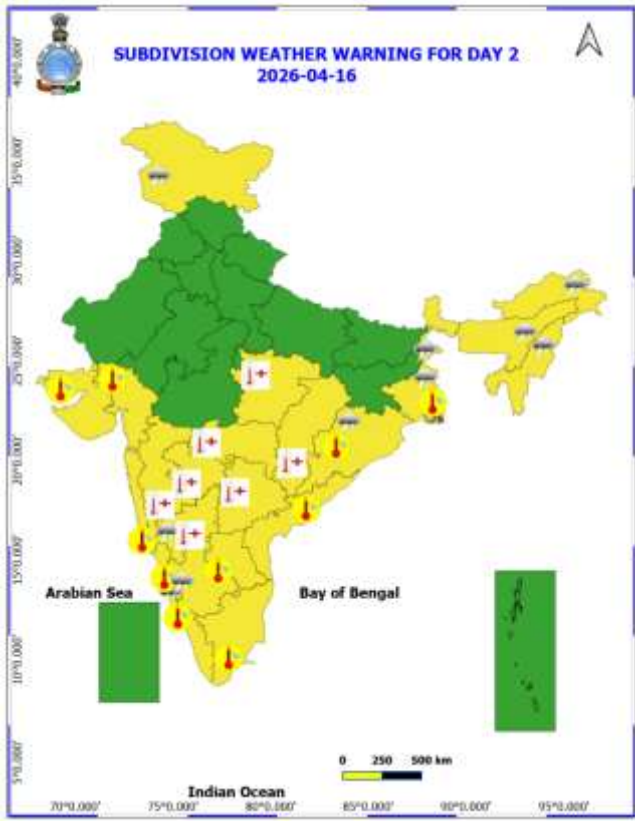 SUBDIVISION WEATHER WARNING FOR DAY 2
2026-04-16
40°0.000'
35°0.000'
30°0.000'
25°0.000'
20°0.000'
15°0.000'
10°0.000'
5°0.000'
Arabian Sea
Bay of Bengal
0 250 500 km
Indian Ocean
70°0.000' 75°0.000' 80°0.000' 85°0.000' 90°0.000' 95°0.000'